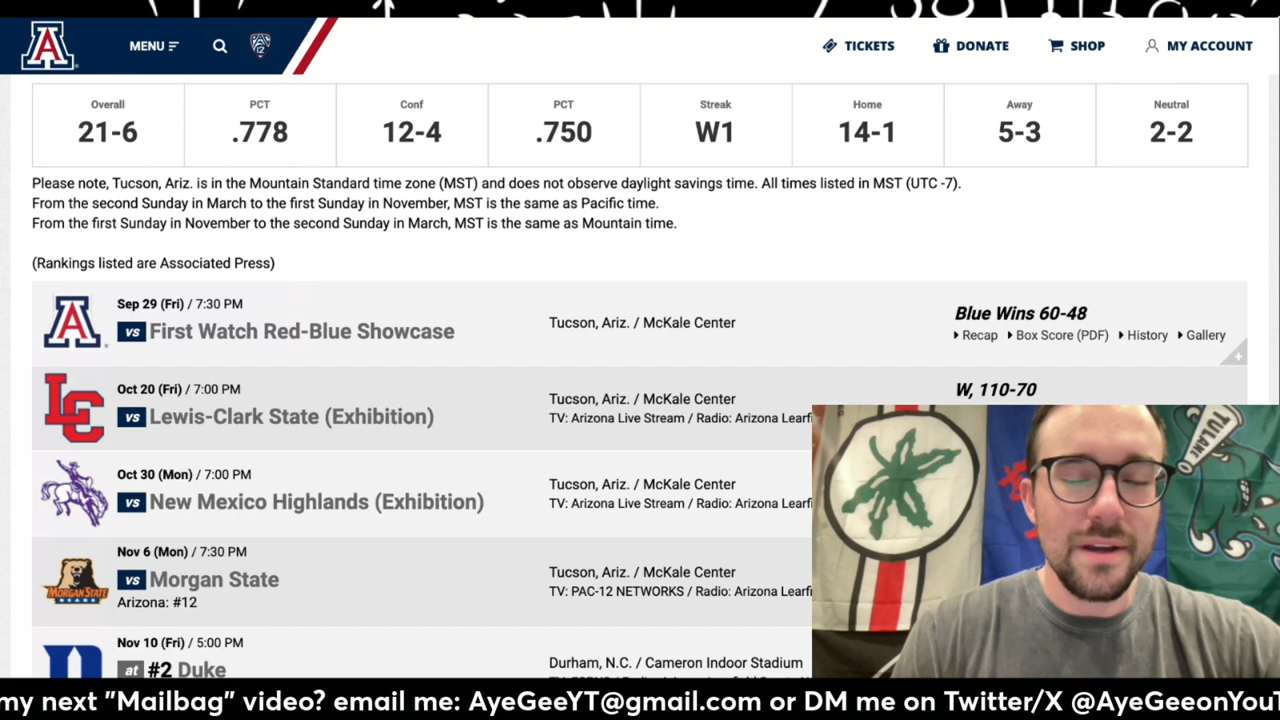 A
MENU
PAC 12
TICKETS
DONATE
SHOP
MY ACCOUNT
Overall
21-6
PCT
.778
Conf
12-4
PCT
.750
Streak
W1
Home
14-1
Away
5-3
Neutral
2-2
Please note, Tucson, Ariz. is in the Mountain Standard time zone (MST) and does not observe daylight savings time. All times listed in MST (UTC -7).
From the second Sunday in March to the first Sunday in November, MST is the same as Pacific time.
From the first Sunday in November to the second Sunday in March, MST is the same as Mountain time.
(Rankings listed are Associated Press)
A
Sep 29 (Fri) / 7:30 PM
vs First Watch Red-Blue Showcase
Tucson, Ariz. / McKale Center
Blue Wins 60-48
Recap Box Score (PDF) History Gallery
LC
Oct 20 (Fri) / 7:00 PM
vs Lewis-Clark State (Exhibition)
Tucson, Ariz. / McKale Center
TV: Arizona Live Stream / Radio: Arizona Learfi
W, 110-70
Oct 30 (Mon) / 7:00 PM
vs New Mexico Highlands (Exhibition)
Tucson, Ariz. / McKale Center
TV: Arizona Live Stream / Radio: Arizona Learfi
MORGAN STATE
BEARS
Nov 6 (Mon) / 7:30 PM
vs Morgan State
Arizona: #12
Tucson, Ariz. / McKale Center
TV: PAC-12 NETWORKS / Radio: Arizona Learfi
D
Nov 10 (Fri) / 5:00 PM
at #2 Duke
Durham, N.C. / Cameron Indoor Stadium
TULANE
my next "Mailbag" video? email me: AyeGeeYT@gmail.com or DM me on Twitter/X @AyeGeeonYouT